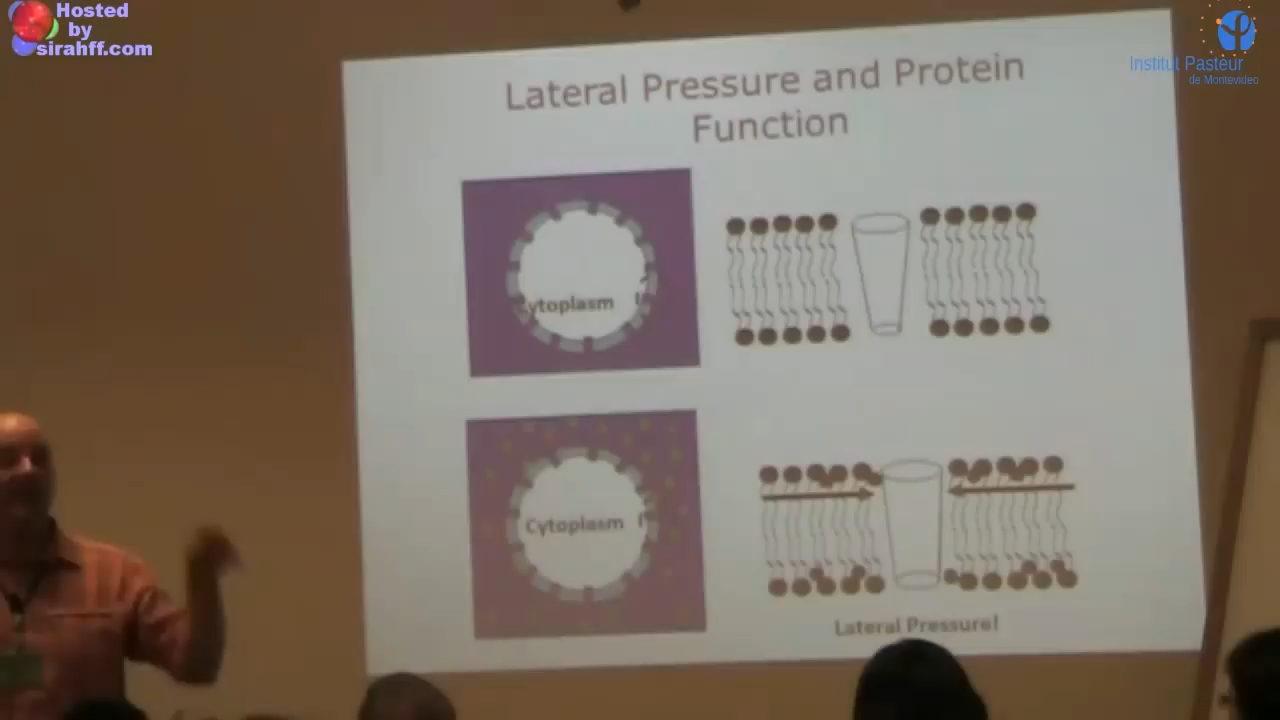 Hosted
by
sirahff.com
Institut Pasteur
de Montevideo
Lateral Pressure and Protein
Function
ytoplasm
Cytoplasm
Lateral Pressure!